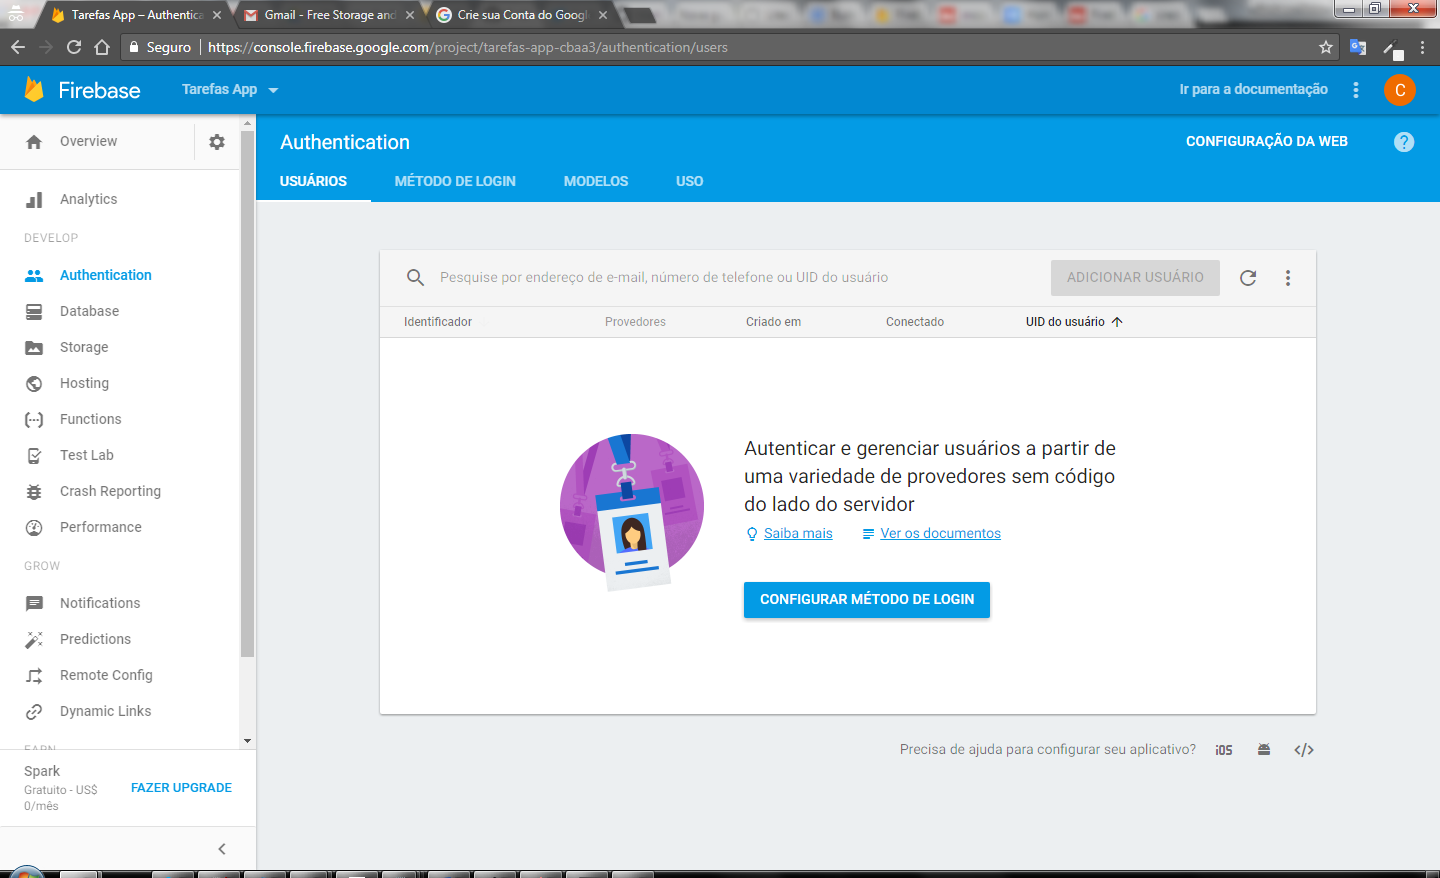 Tarefas App – Authentica
Gmail - Free Storage and
Crie sua Conta do Googl
Seguro
https://console.firebase.google.com/project/tarefas-app-cbaa3/authentication/users
Firebase
Tarefas App
Ir para a documentação
C
Overview
Authentication
CONFIGURAÇÃO DA WEB
USUÁRIOS
MÉTODO DE LOGIN
MODELOS
USO
Analytics
DEVELOP
Authentication
Database
Storage
Hosting
Functions
Test Lab
Crash Reporting
Performance
GROW
Notifications
Predictions
Remote Config
Dynamic Links
EARN
Spark
Gratuito - US$
0/mês
FAZER UPGRADE
Pesquise por endereço de e-mail, número de telefone ou UID do usuário
ADICIONAR USUÁRIO
Identificador
Provedores
Criado em
Conectado
UID do usuário
Autenticar e gerenciar usuários a partir de
uma variedade de provedores sem código
do lado do servidor
Saiba mais
Ver os documentos
CONFIGURAR MÉTODO DE LOGIN
Precisa de ajuda para configurar seu aplicativo?
iOS